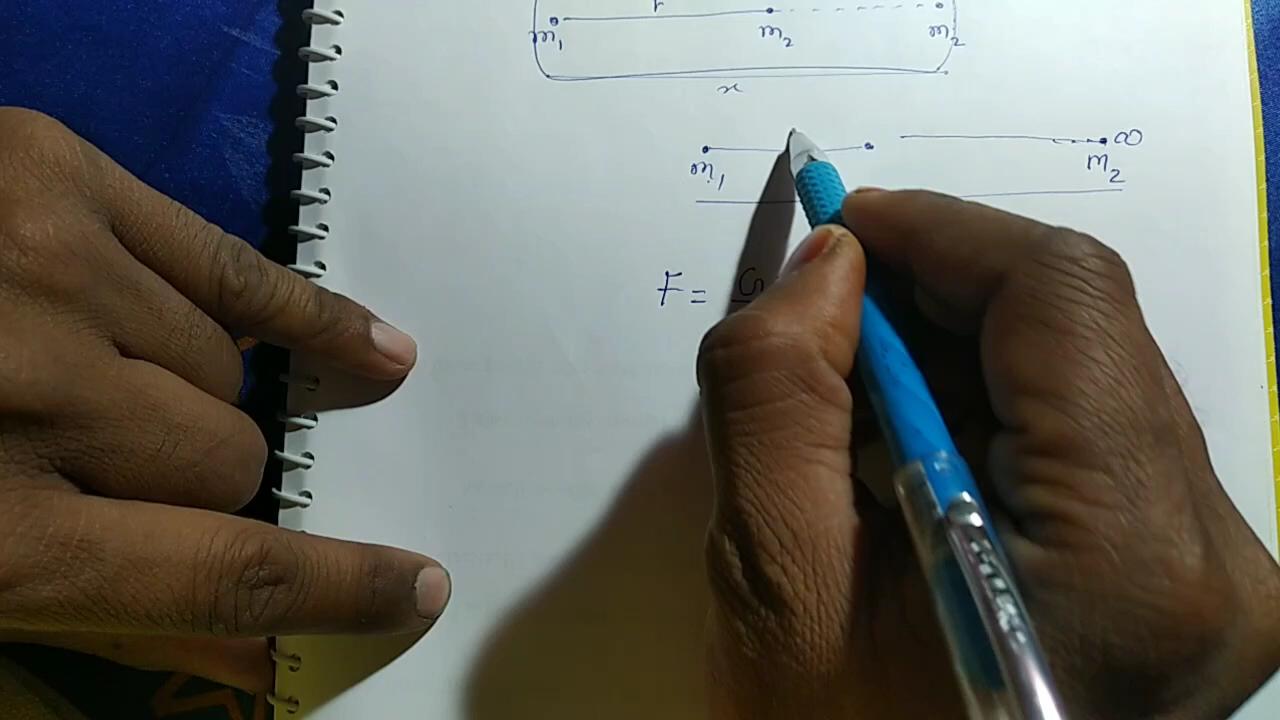 r
m₁ m₂ m₂
x
∞
m₁ m₂
F = G